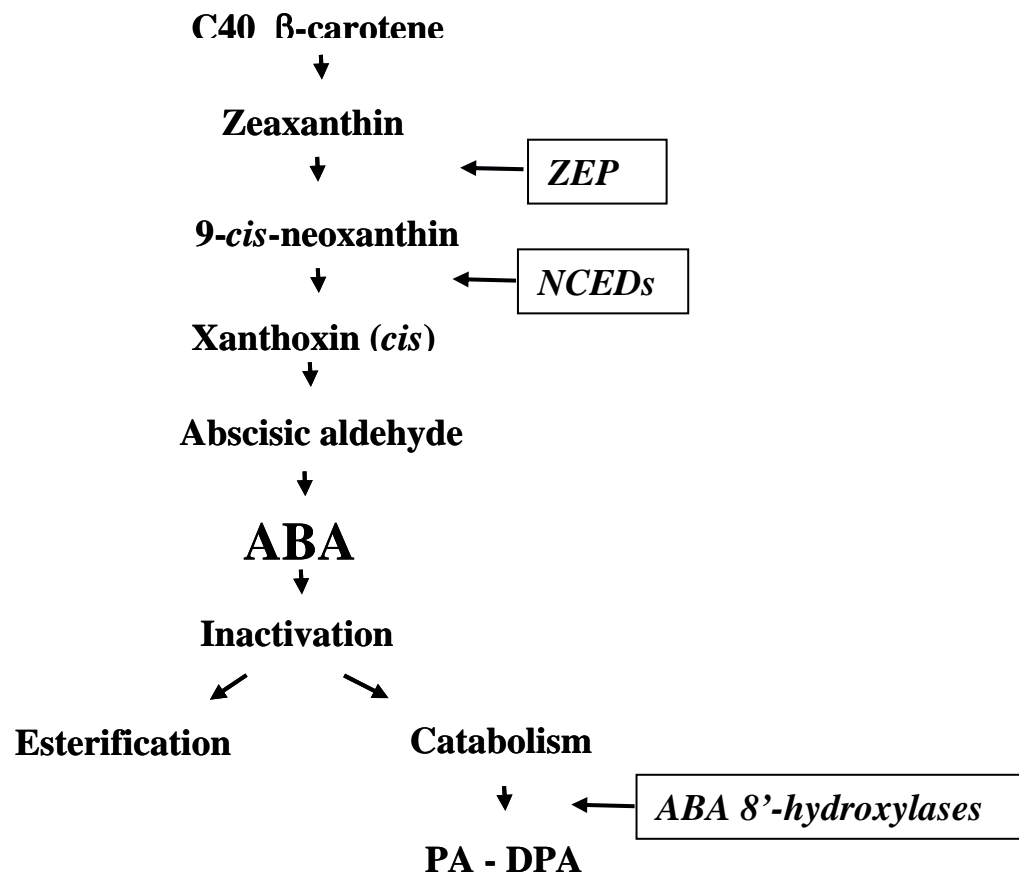 C40 β-carotene
Zeaxanthin
ZEP
9-cis-neoxanthin
NCEDs
Xanthoxin (cis)
Abscisic aldehyde
ABA
Inactivation
Esterification
Catabolism
ABA 8’-hydroxylases
PA - DPA